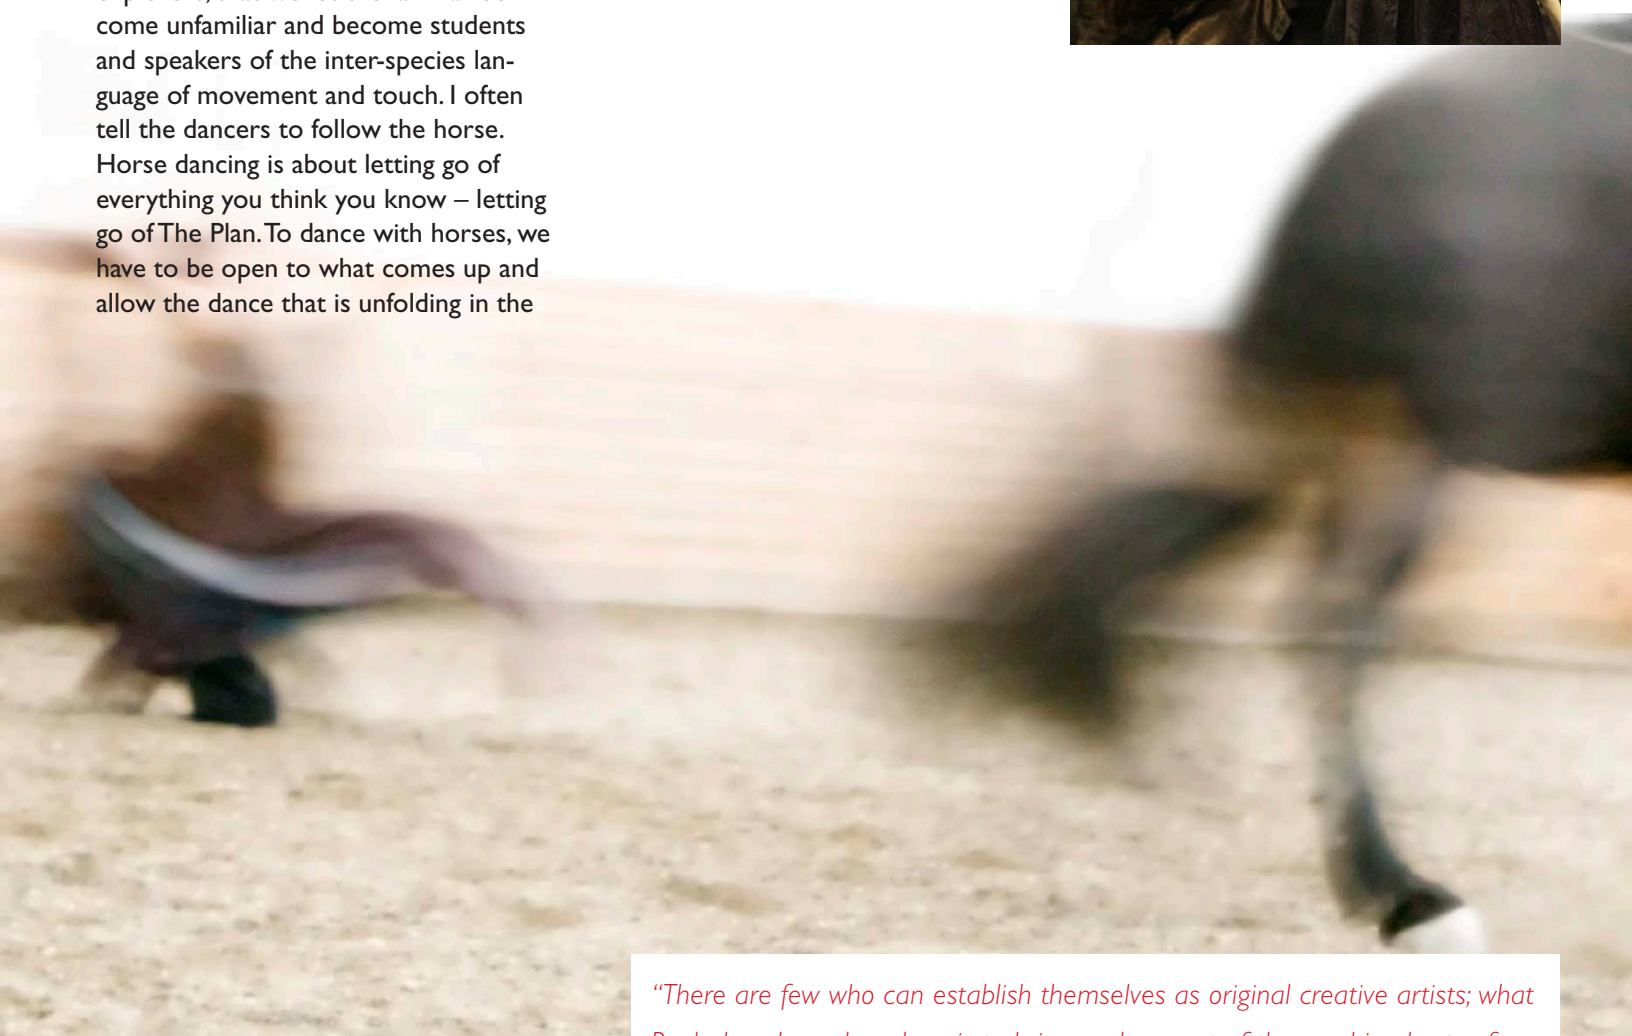 come unfamiliar and become students
and speakers of the inter-species lan-
guage of movement and touch. I often
tell the dancers to follow the horse.
Horse dancing is about letting go of
everything you think you know – letting
go of The Plan. To dance with horses, we
have to be open to what comes up and
allow the dance that is unfolding in the
“There are few who can establish themselves as original creative artists; what